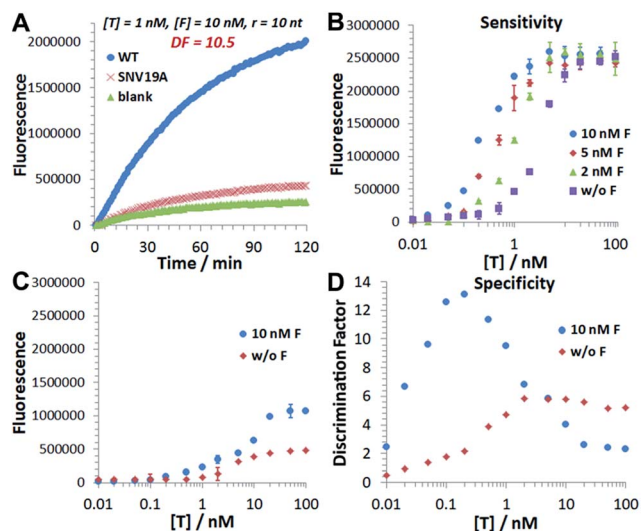 A
[T] = 1 nM, [F] = 10 nM, r = 10 nt
DF = 10.5
WT
SNV19A
blank
Fluorescence
2000000
1500000
1000000
500000
0
0 30 60 90 120
Time / min
B
Sensitivity
Fluorescence
3000000
2500000
2000000
1500000
1000000
500000
0
10 nM F
5 nM F
2 nM F
w/o F
0.01 0.1 1 10 100
[T] / nM
C
Fluorescence
3000000
2500000
2000000
1500000
1000000
500000
0
10 nM F
w/o F
0.01 0.1 1 10 100
[T] / nM
D
Specificity
Discrimination Factor
14
12
10
8
6
4
2
0
10 nM F
w/o F
0.01 0.1 1 10 100
[T] / nM